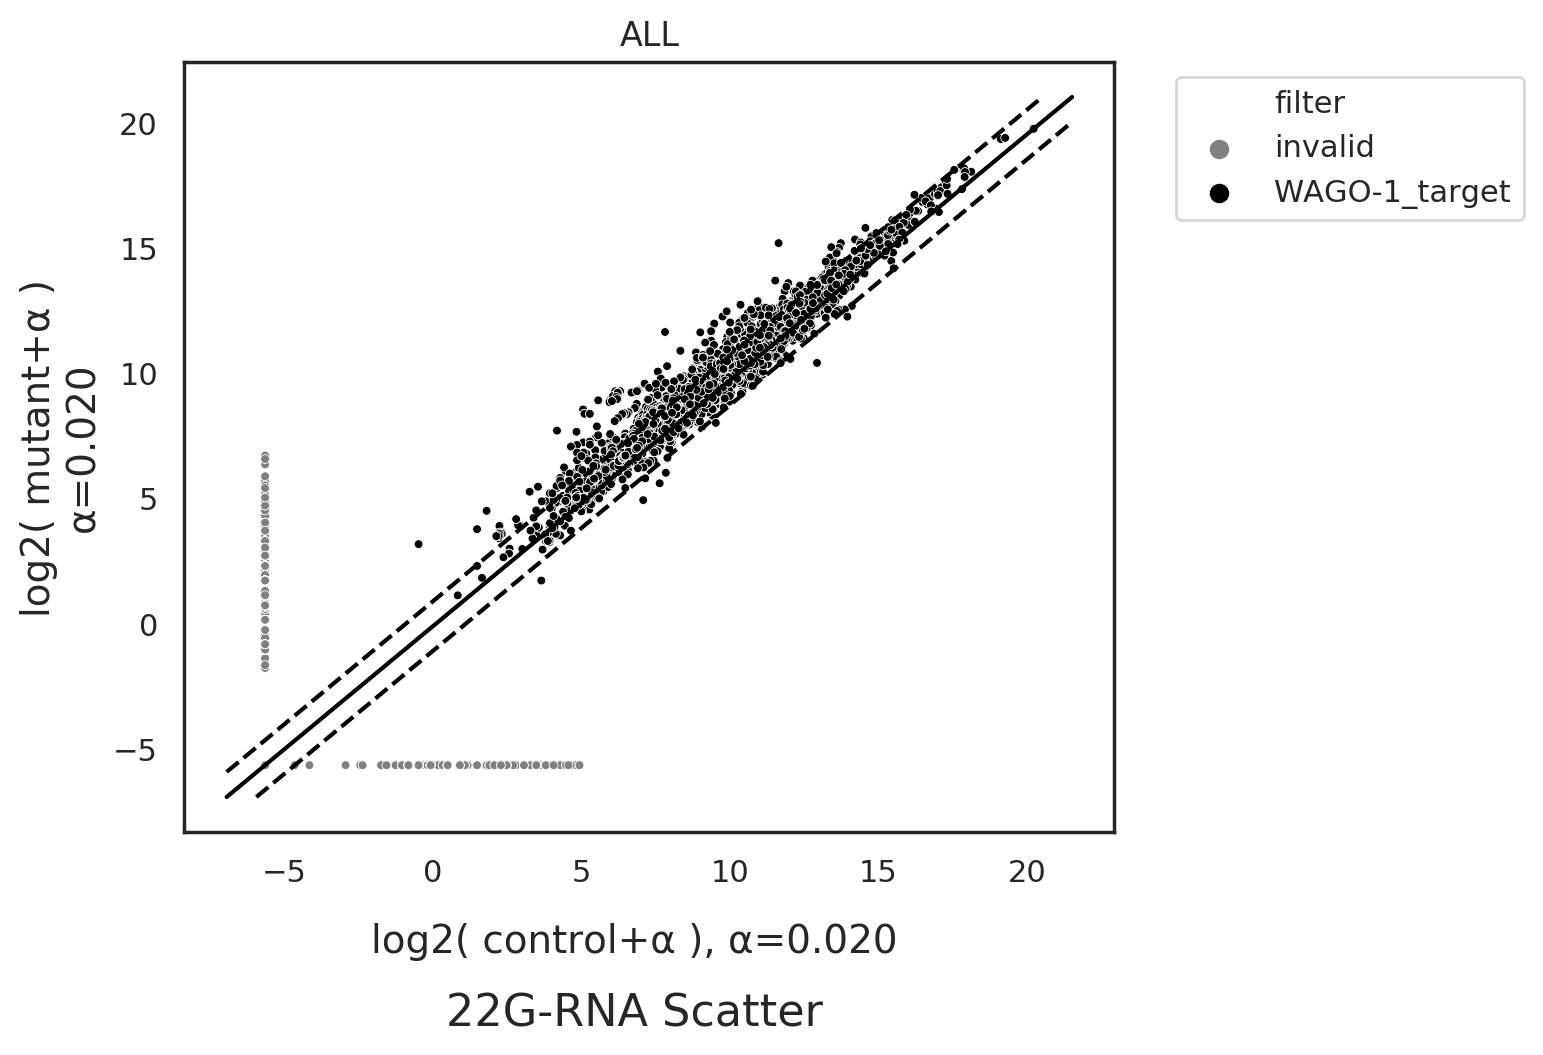 ALL
log2( mutant+α )
α=0.020
20
15
10
5
0
−5
−5 0 5 10 15 20
log2( control+α ), α=0.020
22G-RNA Scatter
filter
invalid
WAGO-1_target